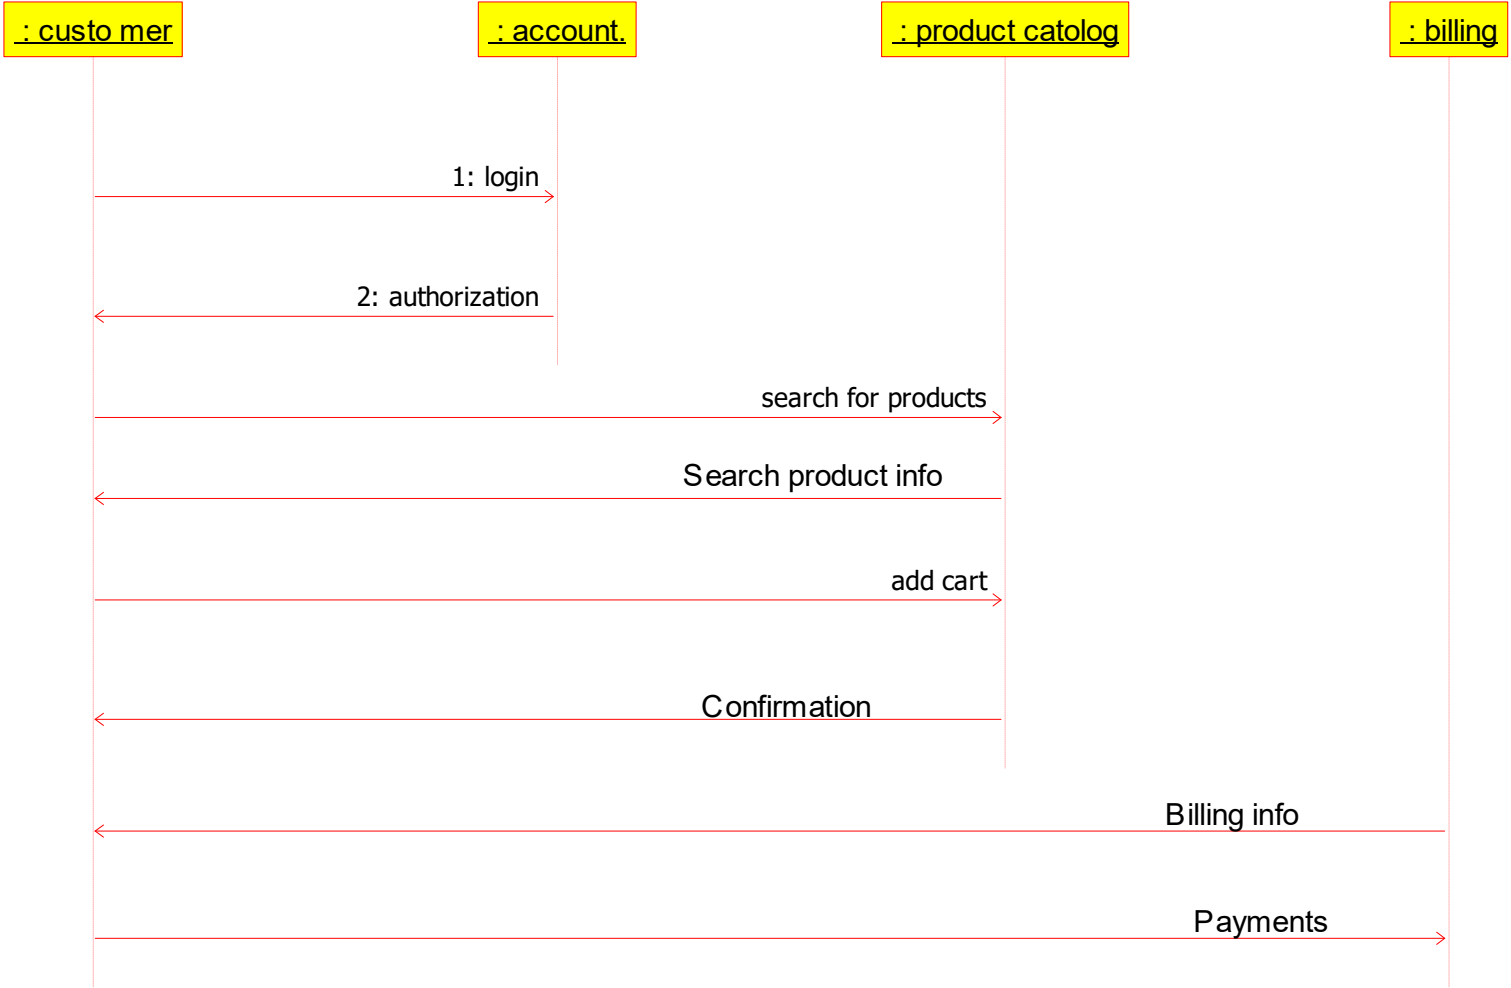 : custo mer
: account.
: product catolog
: billing
1: login
2: authorization
search for products
Search product info
add cart
Confirmation
Billing info
Payments